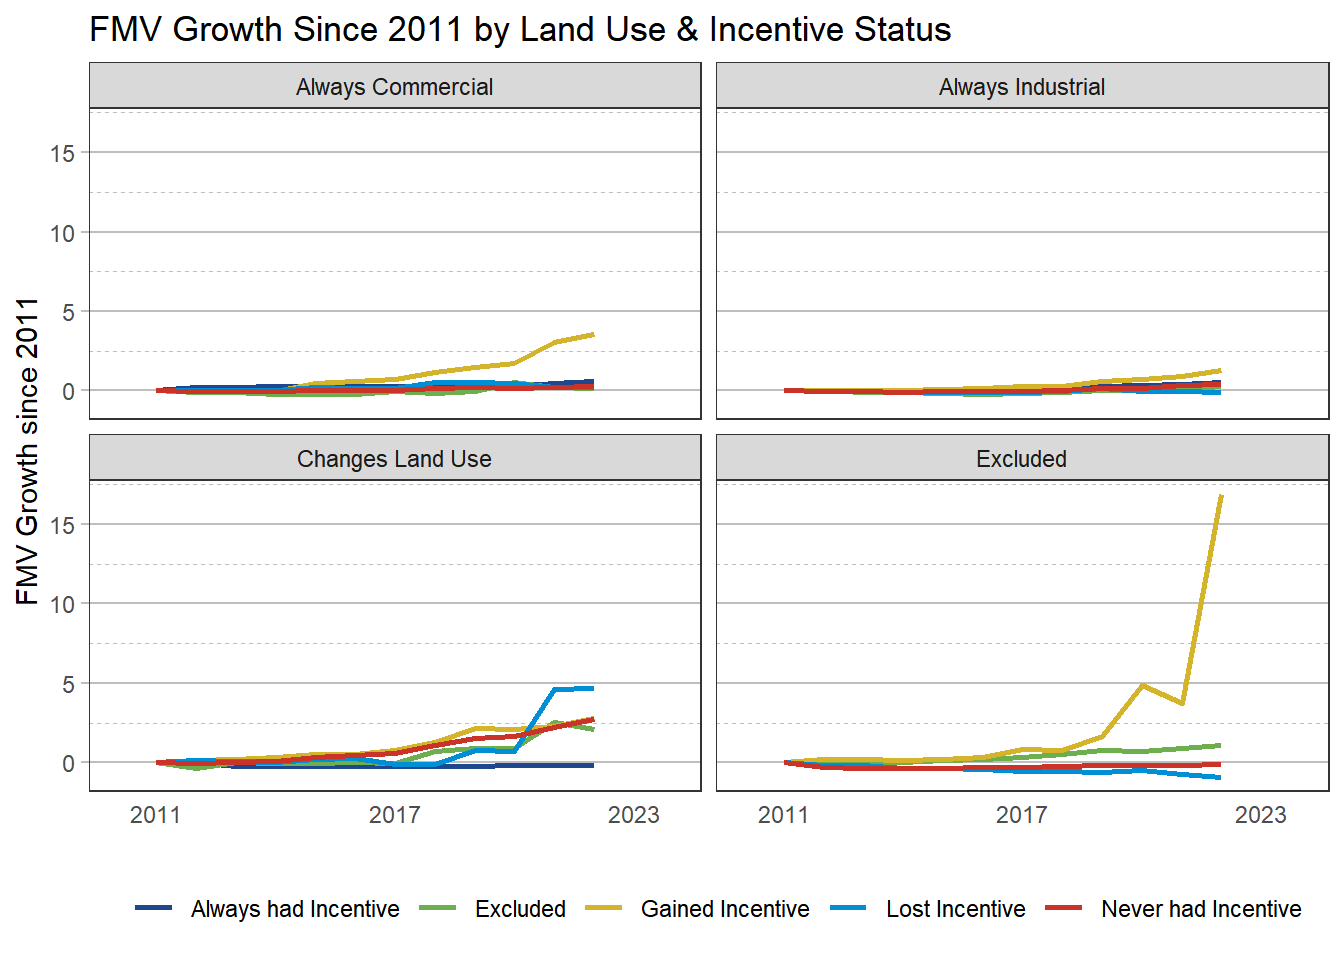 FMV Growth Since 2011 by Land Use & Incentive Status
Always Commercial
Always Industrial
15
10
5
0
Changes Land Use
Excluded
15
10
5
0
FMV Growth since 2011
2011
2017
2023
2011
2017
2023
Always had Incentive
Excluded
Gained Incentive
Lost Incentive
Never had Incentive